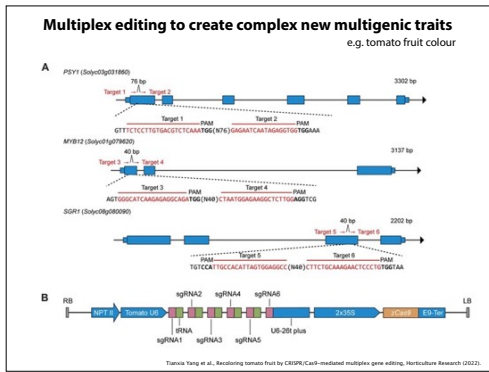 Multiplex editing to create complex new multigenic traits
e.g. tomato fruit colour
A
PSY1 (Solyc03g031860)
76 bp
3302 bp
Target 1
Target 2
Target 1
PAM
Target 2
PAM
GTTTCTCCTTGTGACGTCTCAAATGG(N76)GAGAATCAATAGAGGTGGTGGAAA
MYB12 (Solyc01g079620)
40 bp
3137 bp
Target 3
Target 4
Target 3
PAM
Target 4
PAM
AGTGGGCATCAAGAGAGGCAGATGG(N40)CTAATGGAGAAGGCTCTTGGAGGTCG
SGR1 (Solyc08g080090)
40 bp
2202 bp
Target 5
Target 6
PAM
Target 5
Target 6
PAM
TGTCCATTGCCACATTAGTGGAGGCC(N40)CTTCTGCAAAGAACTCCCTGTGGTAA
B
RB
LB
sgRNA2
sgRNA4
sgRNA6
NPT II
Tomato U6
2x35S
zCas9
E9-Ter
tRNA
U6-26t plus
sgRNA1
sgRNA3
sgRNA5
Tianxia Yang et al., Recoloring tomato fruit by CRISPR/Cas9-mediated multiplex gene editing, Horticulture Research (2022).